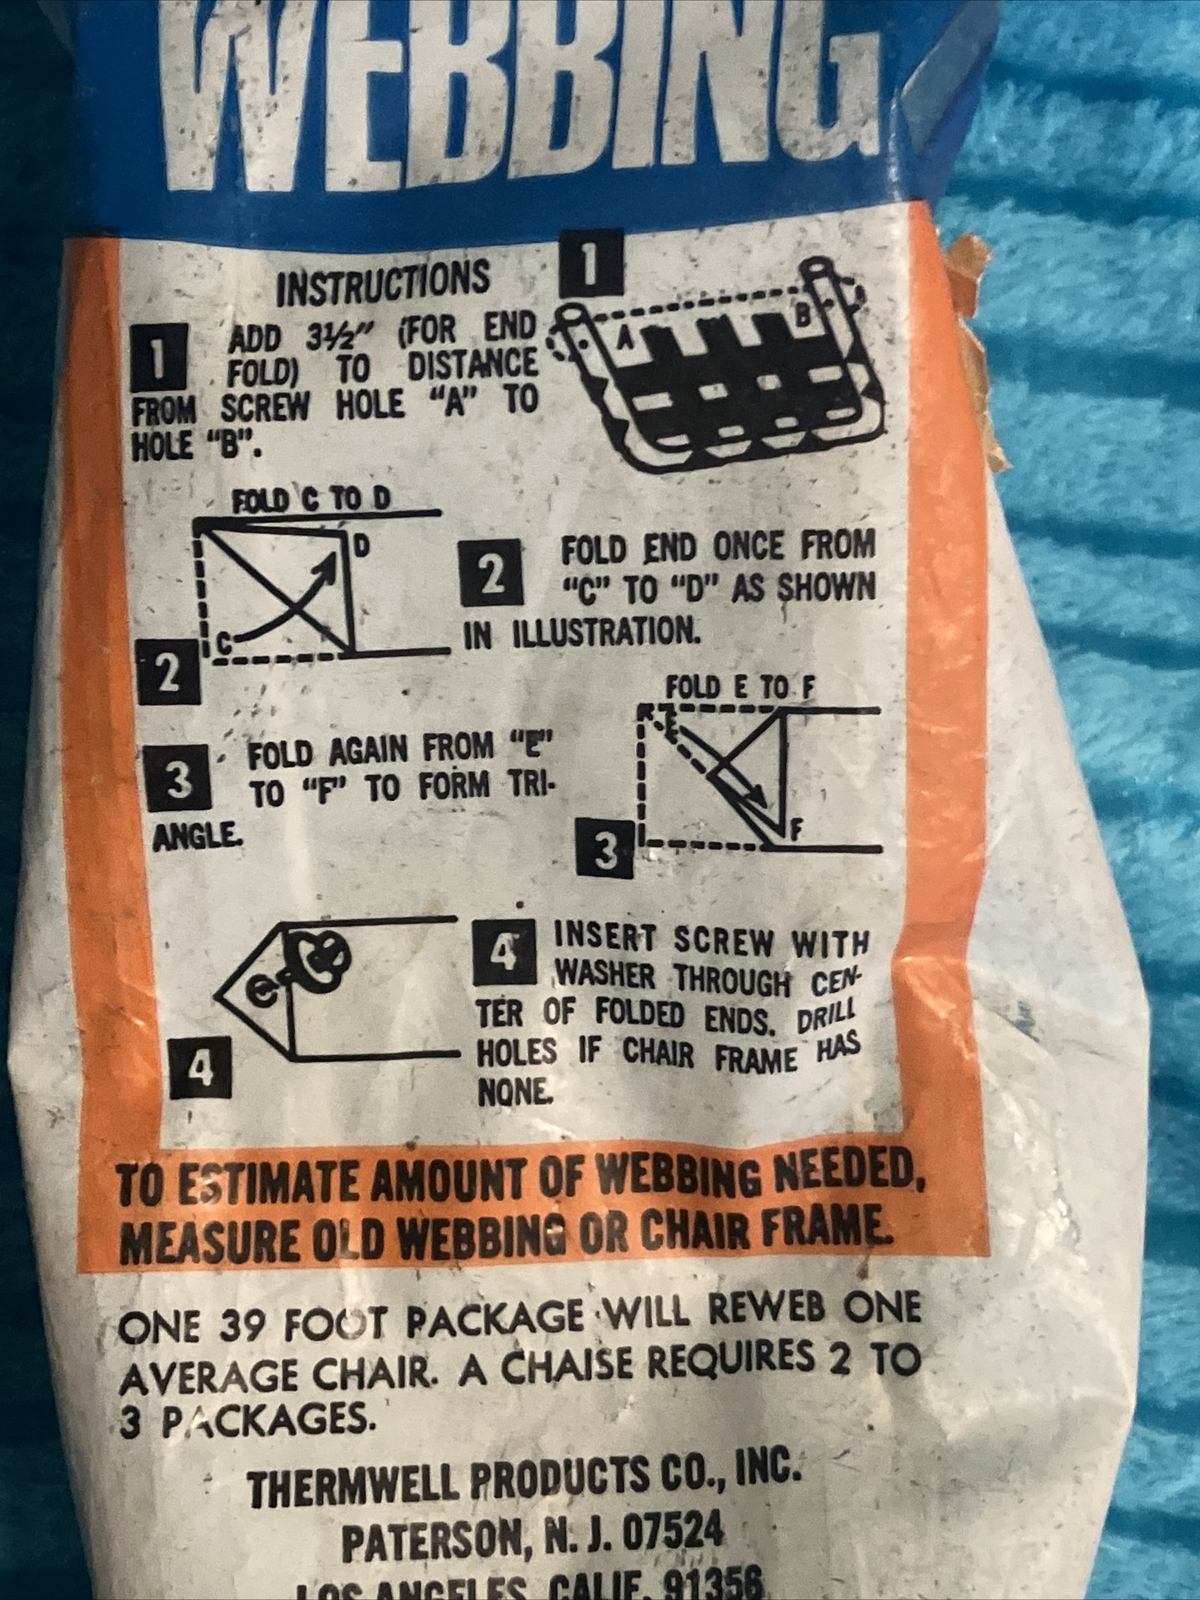 WEBBING
INSTRUCTIONS
1
1 ADD 3½" (FOR END
FOLD) TO DISTANCE
FROM SCREW HOLE "A" TO
HOLE "B".
A
B
FOLD C TO D
D
C
2
2 FOLD END ONCE FROM
"C" TO "D" AS SHOWN
IN ILLUSTRATION.
FOLD E TO F
E
F
3
3 FOLD AGAIN FROM "E"
TO "F" TO FORM TRI-
ANGLE.
4
4 INSERT SCREW WITH
WASHER THROUGH CEN-
TER OF FOLDED ENDS. DRILL
HOLES IF CHAIR FRAME HAS
NONE.
TO ESTIMATE AMOUNT OF WEBBING NEEDED,
MEASURE OLD WEBBING OR CHAIR FRAME.
ONE 39 FOOT PACKAGE WILL REWEB ONE
AVERAGE CHAIR. A CHAISE REQUIRES 2 TO
3 PACKAGES.
THERMWELL PRODUCTS CO., INC.
PATERSON, N. J. 07524
LOS ANGELES, CALIF. 91356